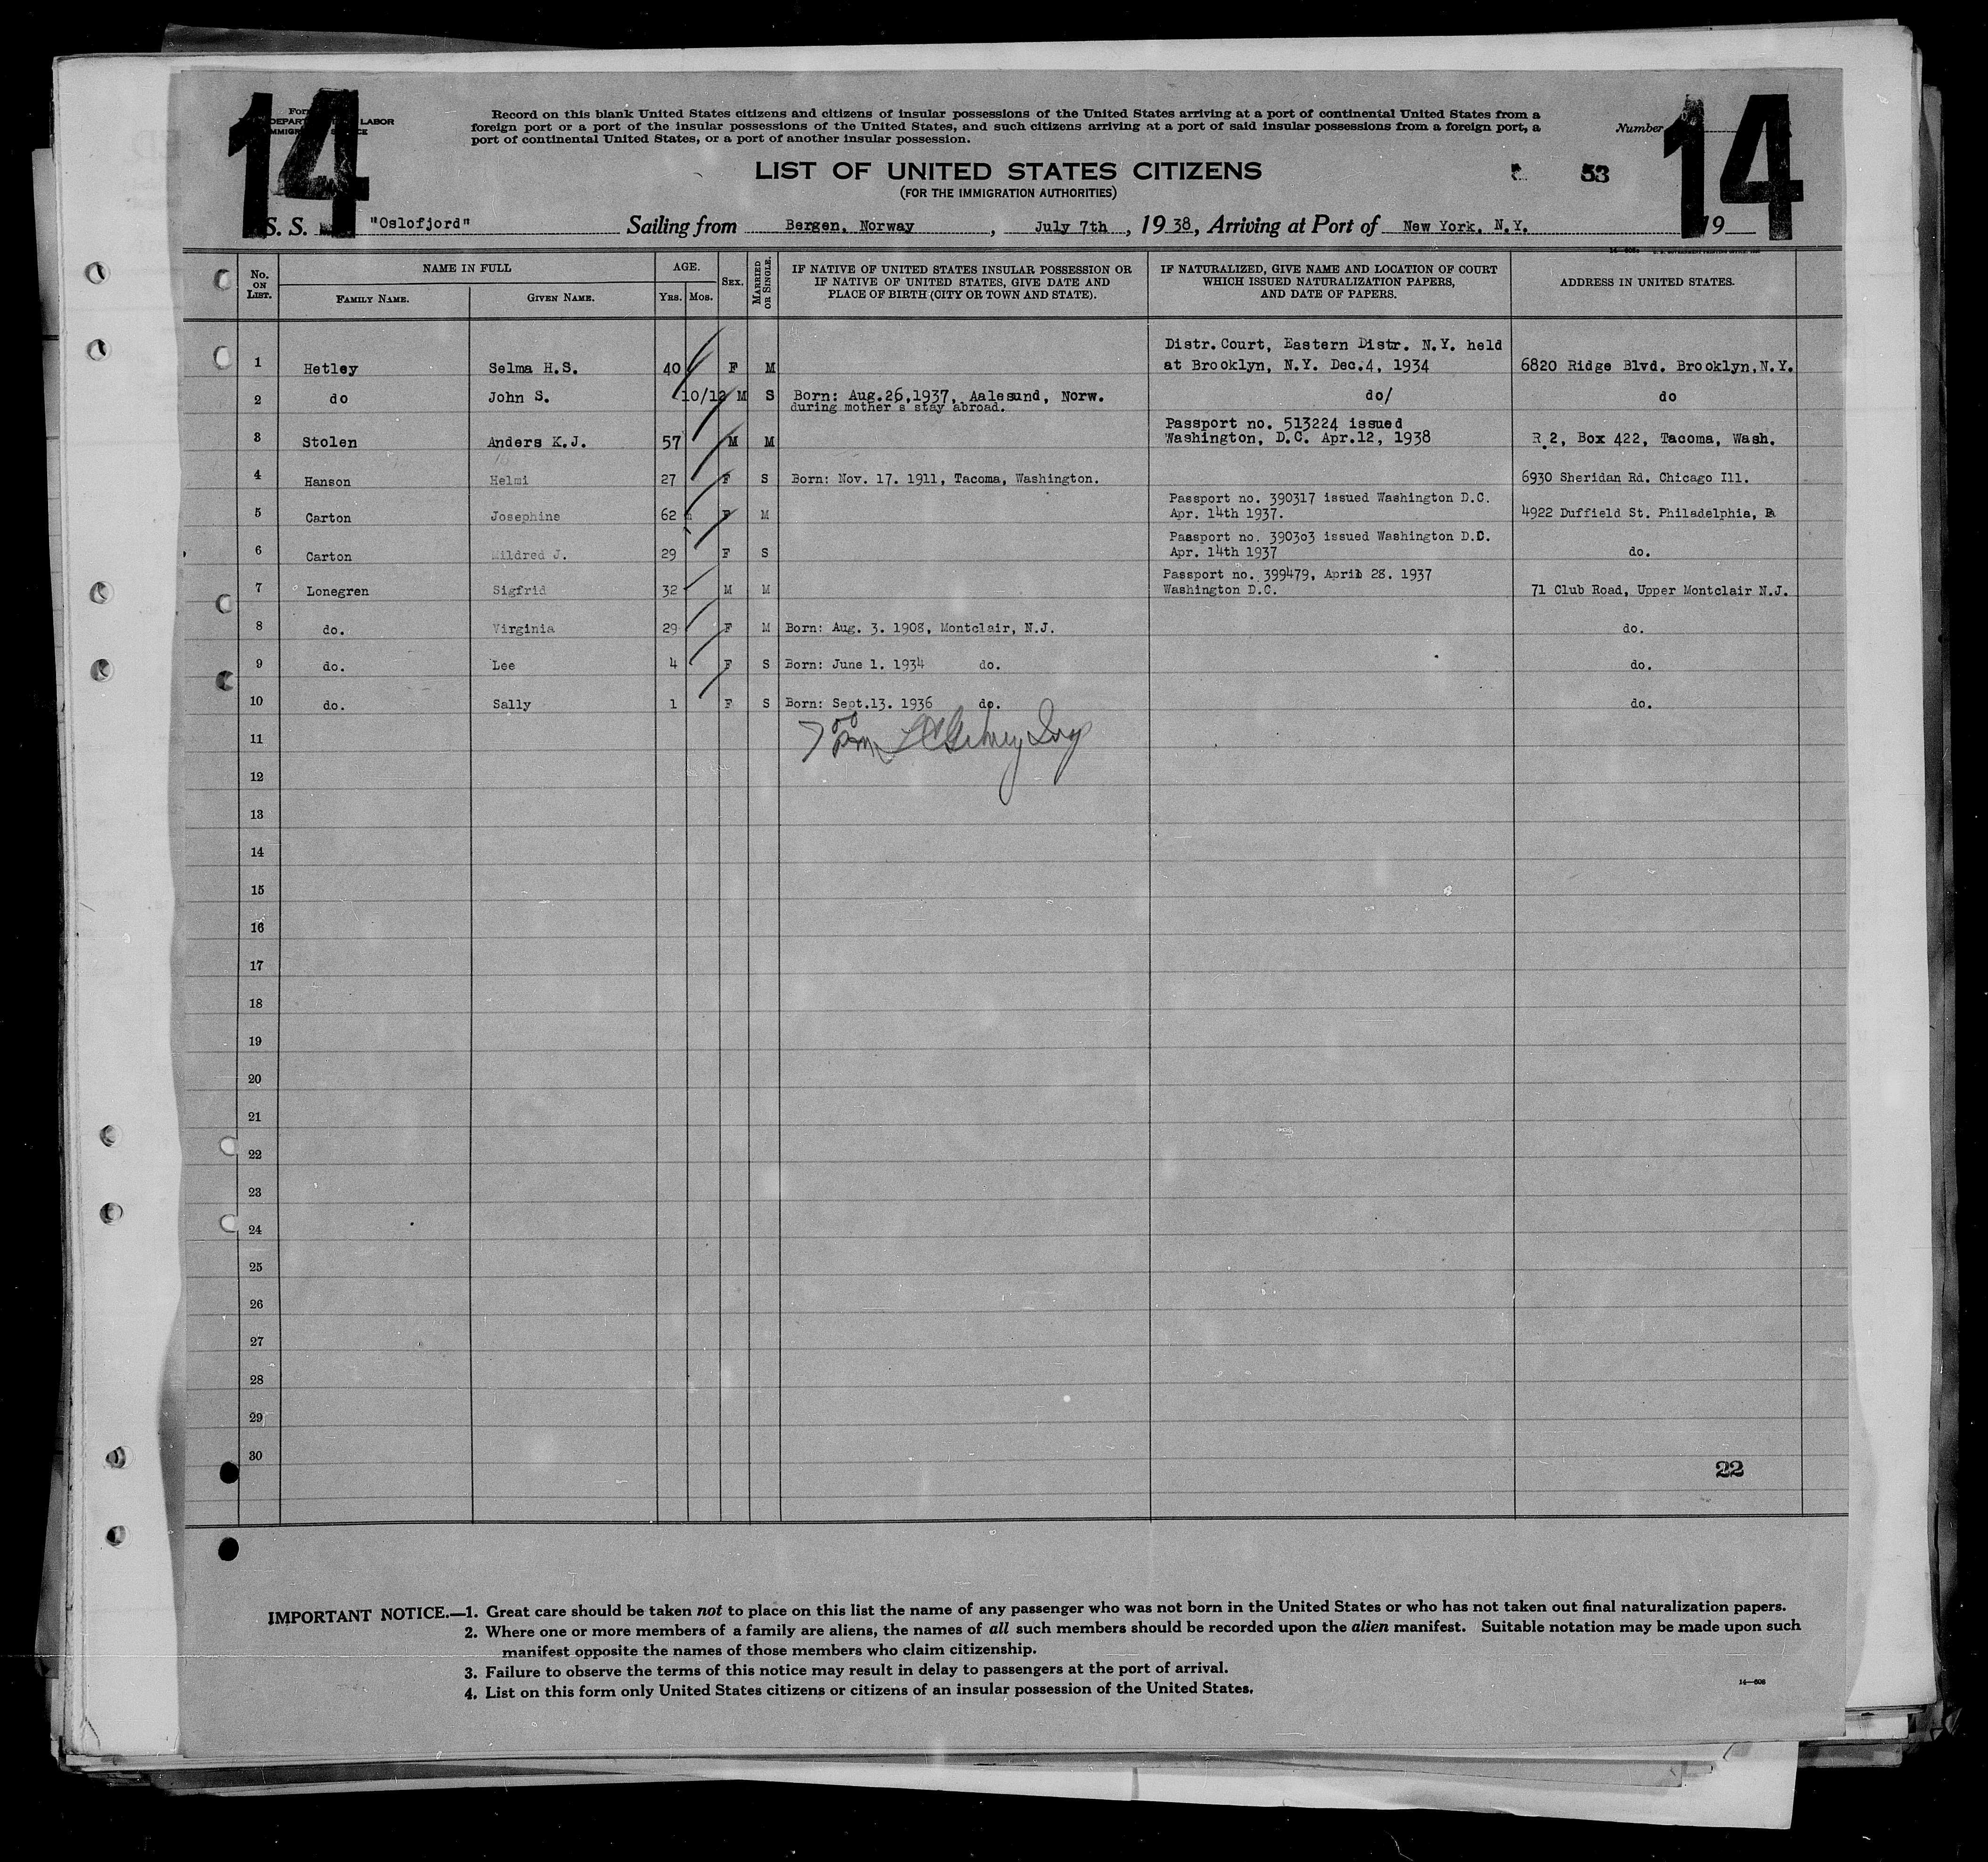 14
14
Form
DEPART LABOR
IMMIGR CE
Record on this blank United States citizens and citizens of insular possessions of the United States arriving at a port of continental United States from a
foreign port or a port of the insular possessions of the United States, and such citizens arriving at a port of said insular possessions from a foreign port, a
port of continental United States, or a port of another insular possession.
Number
LIST OF UNITED STATES CITIZENS
53
(FOR THE IMMIGRATION AUTHORITIES)
S. S. "Oslofjord" Sailing from Bergen, Norway, July 7th, 1938, Arriving at Port of New York, N.Y. 19
No. ON LIST. NAME IN FULL AGE. SEX. MARRIED OR SINGLE. IF NATIVE OF UNITED STATES INSULAR POSSESSION OR IF NATIVE OF UNITED STATES, GIVE DATE AND PLACE OF BIRTH (CITY OR TOWN AND STATE). IF NATURALIZED, GIVE NAME AND LOCATION OF COURT WHICH ISSUED NATURALIZATION PAPERS, AND DATE OF PAPERS. ADDRESS IN UNITED STATES.
FAMILY NAME. GIVEN NAME. YRS. MOS.
Distr. Court, Eastern Distr. N.Y. held
1 Hetley Selma H.S. 40 F M at Brooklyn, N.Y. Dec.4, 1934 6820 Ridge Blvd. Brooklyn, N.Y.
2 do John S. 10/12 M S Born: Aug.26,1937, Aalesund, Norw. do/ do
during mother's stay abroad.
Passport no. 513224 issued
3 Stolen Anders K.J. 57 M M Washington, D.C. Apr.12, 1938 R.2, Box 422, Tacoma, Wash.
4 Hanson Helmi 27 F S Born: Nov. 17. 1911, Tacoma, Washington. 6930 Sheridan Rd. Chicago Ill.
Passport no. 390317 issued Washington D.C.
5 Carton Josephine 62 F M Apr. 14th 1937. 4922 Duffield St. Philadelphia, Pa
Passport no. 390303 issued Washington D.C.
6 Carton Mildred J. 29 F S Apr. 14th 1937 do.
Passport no. 399479, April 28. 1937
7 Lonegren Sigfrid 32 M M Washington D.C. 71 Club Road, Upper Montclair N.J.
8 do. Virginia 29 F M Born: Aug. 3. 1908, Montclair, N.J. do.
9 do. Lee 4 F S Born: June 1. 1934 do. do.
10 do. Sally 1 F S Born: Sept.13. 1936 do. do.
11
12
13
14
15
16
17
18
19
20
21
22
23
24
25
26
27
28
29
30
22
IMPORTANT NOTICE.—1. Great care should be taken not to place on this list the name of any passenger who was not born in the United States or who has not taken out final naturalization papers.
2. Where one or more members of a family are aliens, the names of all such members should be recorded upon the alien manifest. Suitable notation may be made upon such
manifest opposite the names of those members who claim citizenship.
3. Failure to observe the terms of this notice may result in delay to passengers at the port of arrival.
4. List on this form only United States citizens or citizens of an insular possession of the United States.
14—608